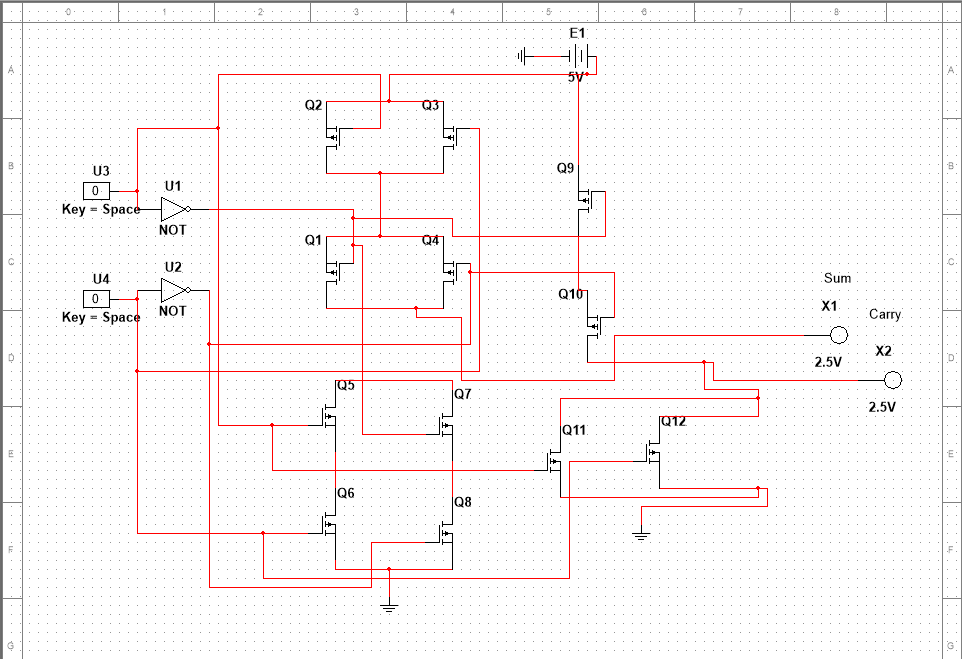 0 1 2 3 4 5 6 7 8
E1
5V
A A
Q2 Q3
B B
U3
0
Key = Space
U1
NOT
Q9
Q1 Q4
C C
U2
U4
0
Key = Space
NOT
Q10
Sum
X1
2.5V
Carry
X2
2.5V
D D
Q5 Q7
Q11 Q12
E E
Q6 Q8
F F
G G